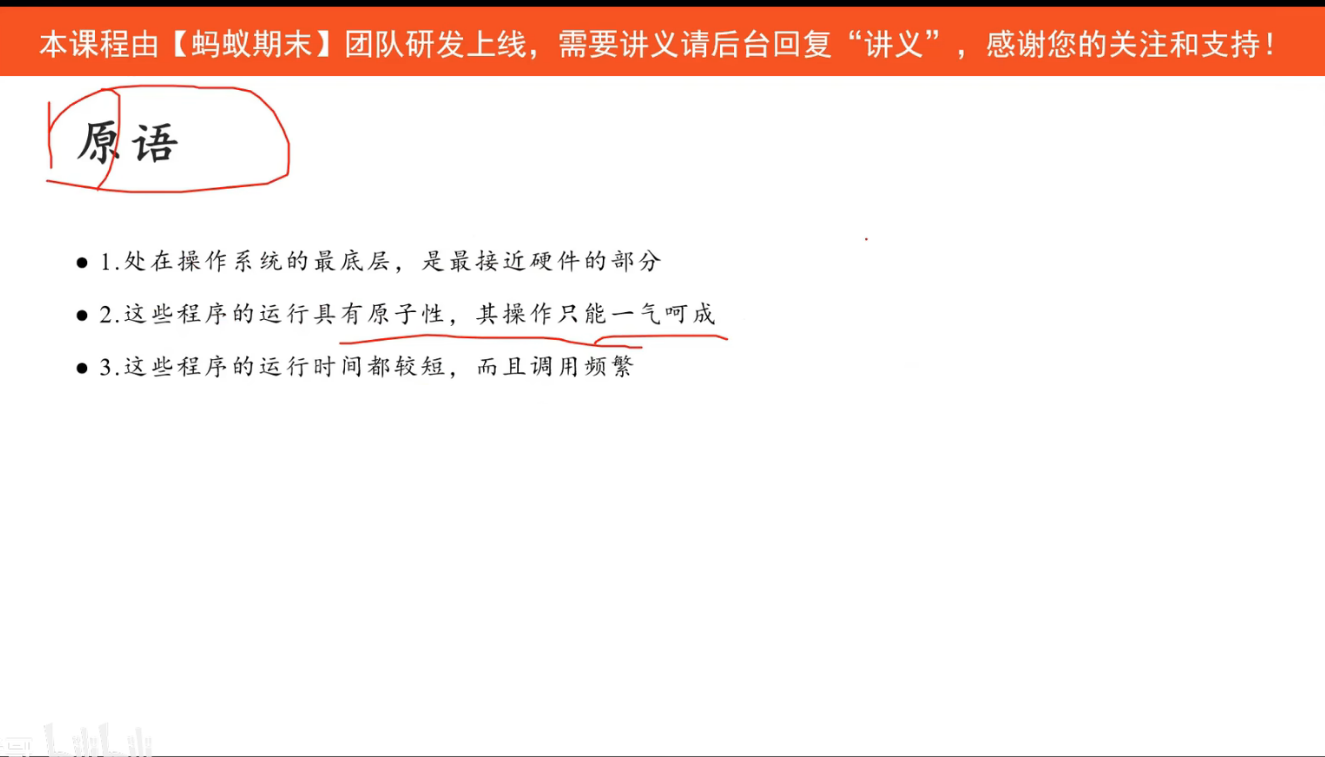 本课程由【蚂蚁期末】团队研发上线，需要讲义请后台回复“讲义”，感谢您的关注和支持！
原语
● 1.处在操作系统的最底层，是最接近硬件的部分
● 2.这些程序的运行具有原子性，其操作只能一气呵成
● 3.这些程序的运行时间都较短，而且调用频繁